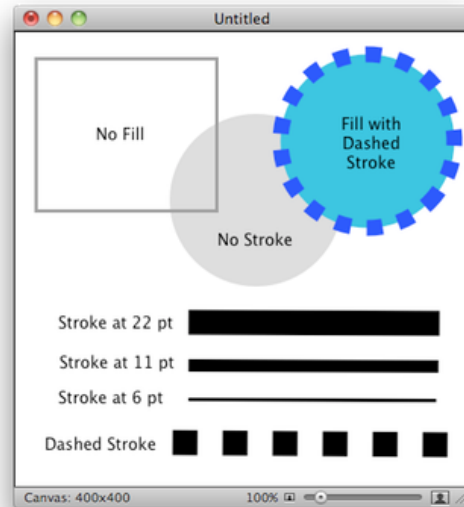 Untitled
No Fill
Fill with
Dashed
Stroke
No Stroke
Stroke at 22 pt
Stroke at 11 pt
Stroke at 6 pt
Dashed Stroke
Canvas: 400x400
100%